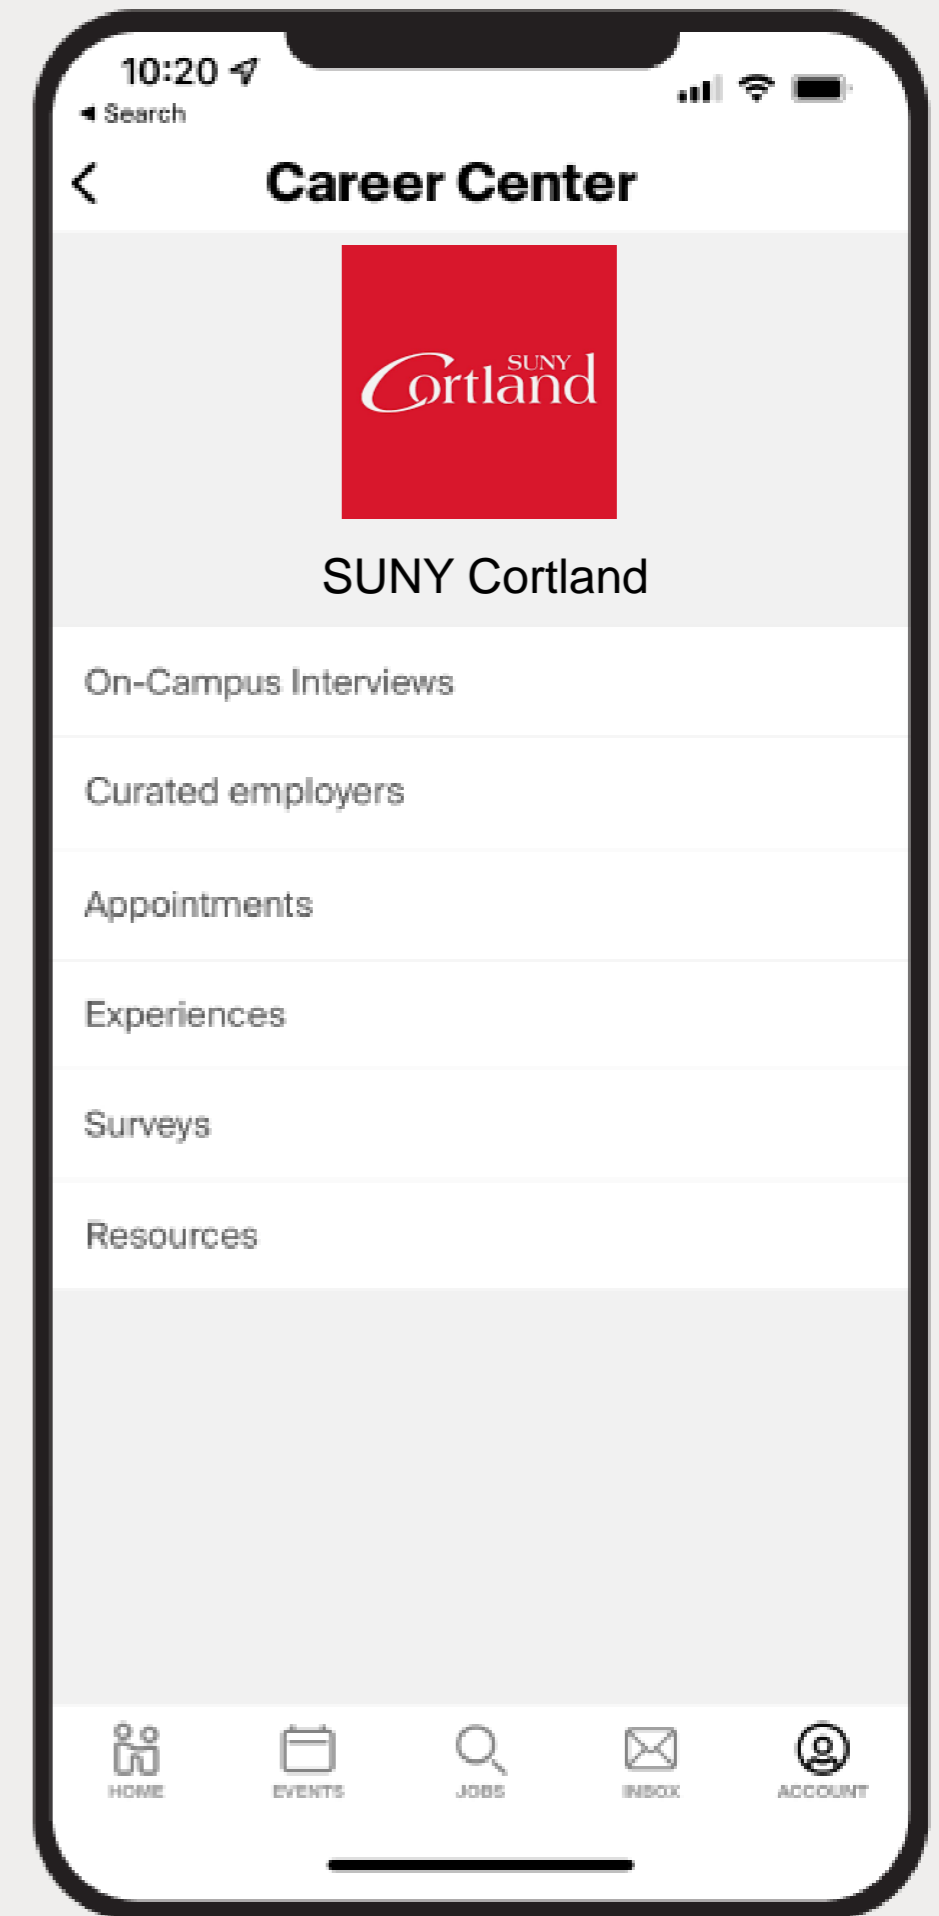 10:20
Search
Career Center
SUNY
Cortland
SUNY Cortland
On-Campus Interviews
Curated employers
Appointments
Experiences
Surveys
Resources
HOME EVENTS JOBS INBOX ACCOUNT